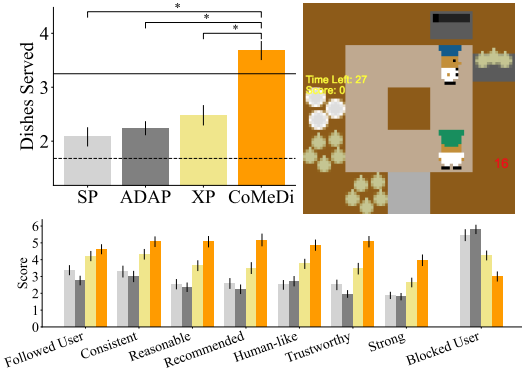 *
*
*
4
3
2
Dishes Served
SP ADAP XP CoMeDi
Time Left: 27
Score: 0
16
6
5
4
3
2
1
0
Score
Followed User
Consistent
Reasonable
Recommended
Human-like
Trustworthy
Strong
Blocked User